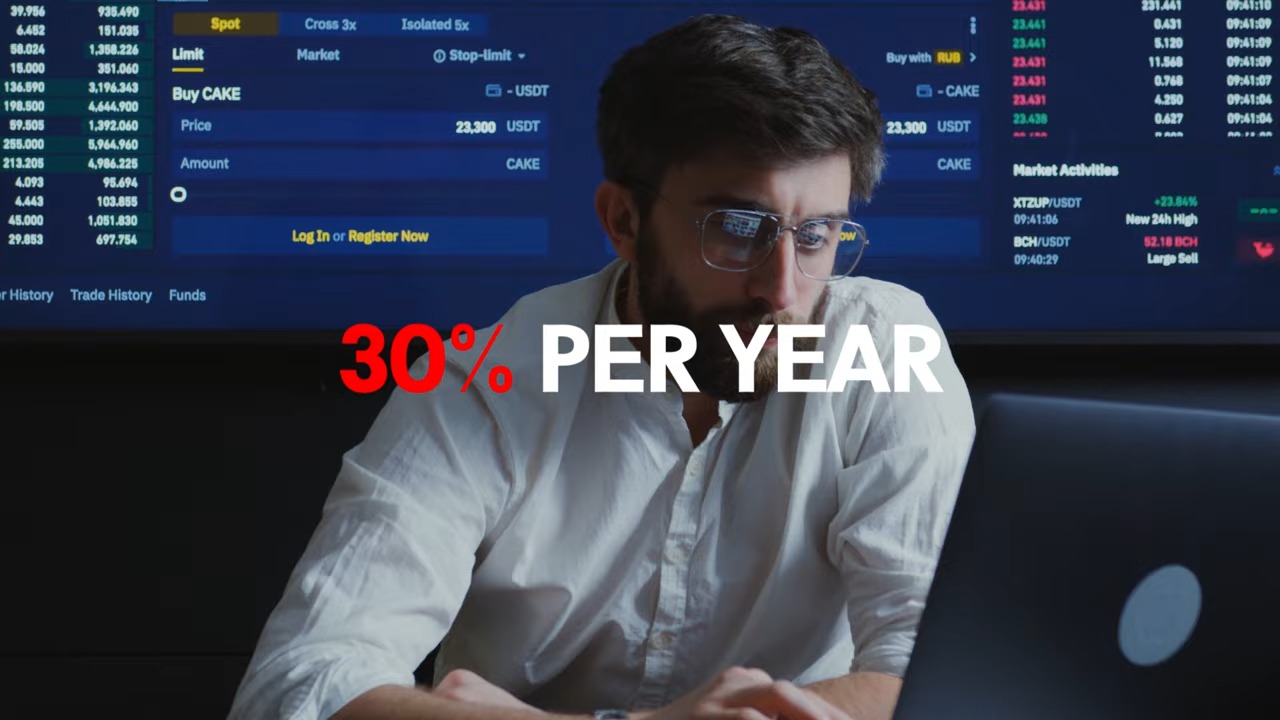 39.956 935.490
6.452 151.035
58.024 1,358.226
15.000 351.060
136.590 3,196.343
198.500 4,644.900
59.505 1,392.060
255.000 5,964.960
213.205 4,986.225
4.093 95.694
4.443 103.855
45.000 1,051.830
29.853 697.754
r History Trade History Funds
Spot Cross 3x Isolated 5x
Limit Market Stop-limit
Buy CAKE - USDT
Price 23,300 USDT
Amount CAKE
Log In or Register Now
Buy with RUB
- CAKE
23,300 USDT
CAKE
ow
23.431 231.441 09:41:10
23.441 0.431 09:41:09
23.441 5.120 09:41:09
23.431 11.568 09:41:09
23.431 0.768 09:41:07
23.431 4.250 09:41:04
23.438 0.627 09:41:04
Market Activities
XTZUP/USDT +23.84%
09:41:06 New 24h High
BCH/USDT 52.18 BCH
09:40:29 Large Sell
30% PER YEAR